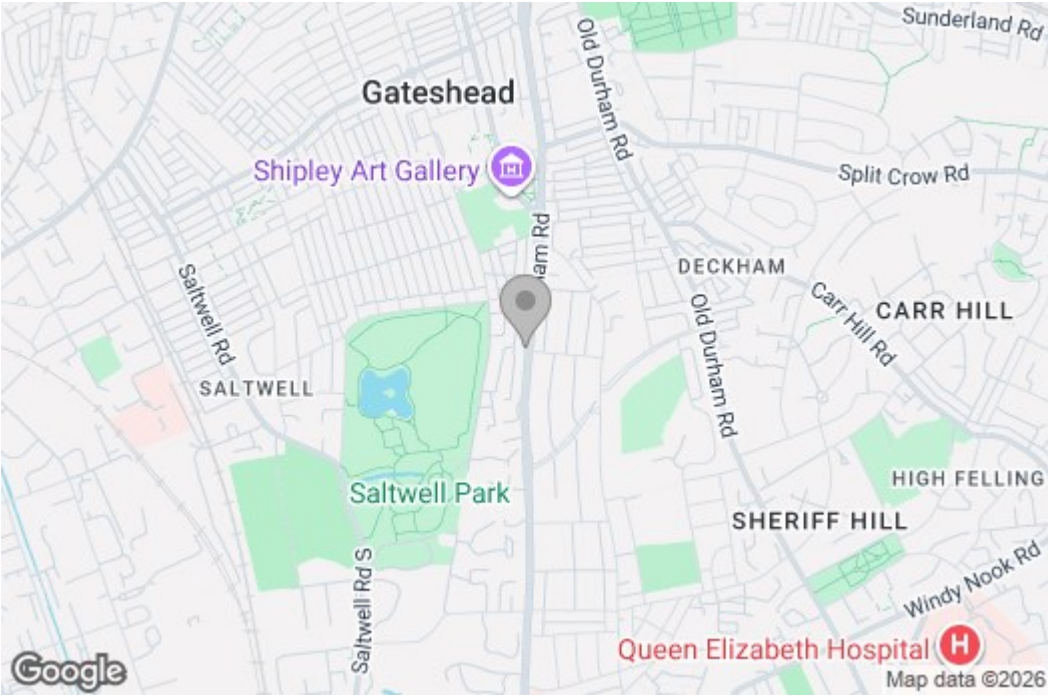 Sunderland Rd
Old Durham Rd
Gateshead
Shipley Art Gallery
Split Crow Rd
am Rd
DECKHAM
Saltwell Rd
Old Durham Rd
Carr Hill Rd
CARR HILL
SALTWELL
HIGH FELLING
Saltwell Park
SHERIFF HILL
Saltwell Rd S
Windy Nook Rd
Queen Elizabeth Hospital
H
Google
Map data ©2026